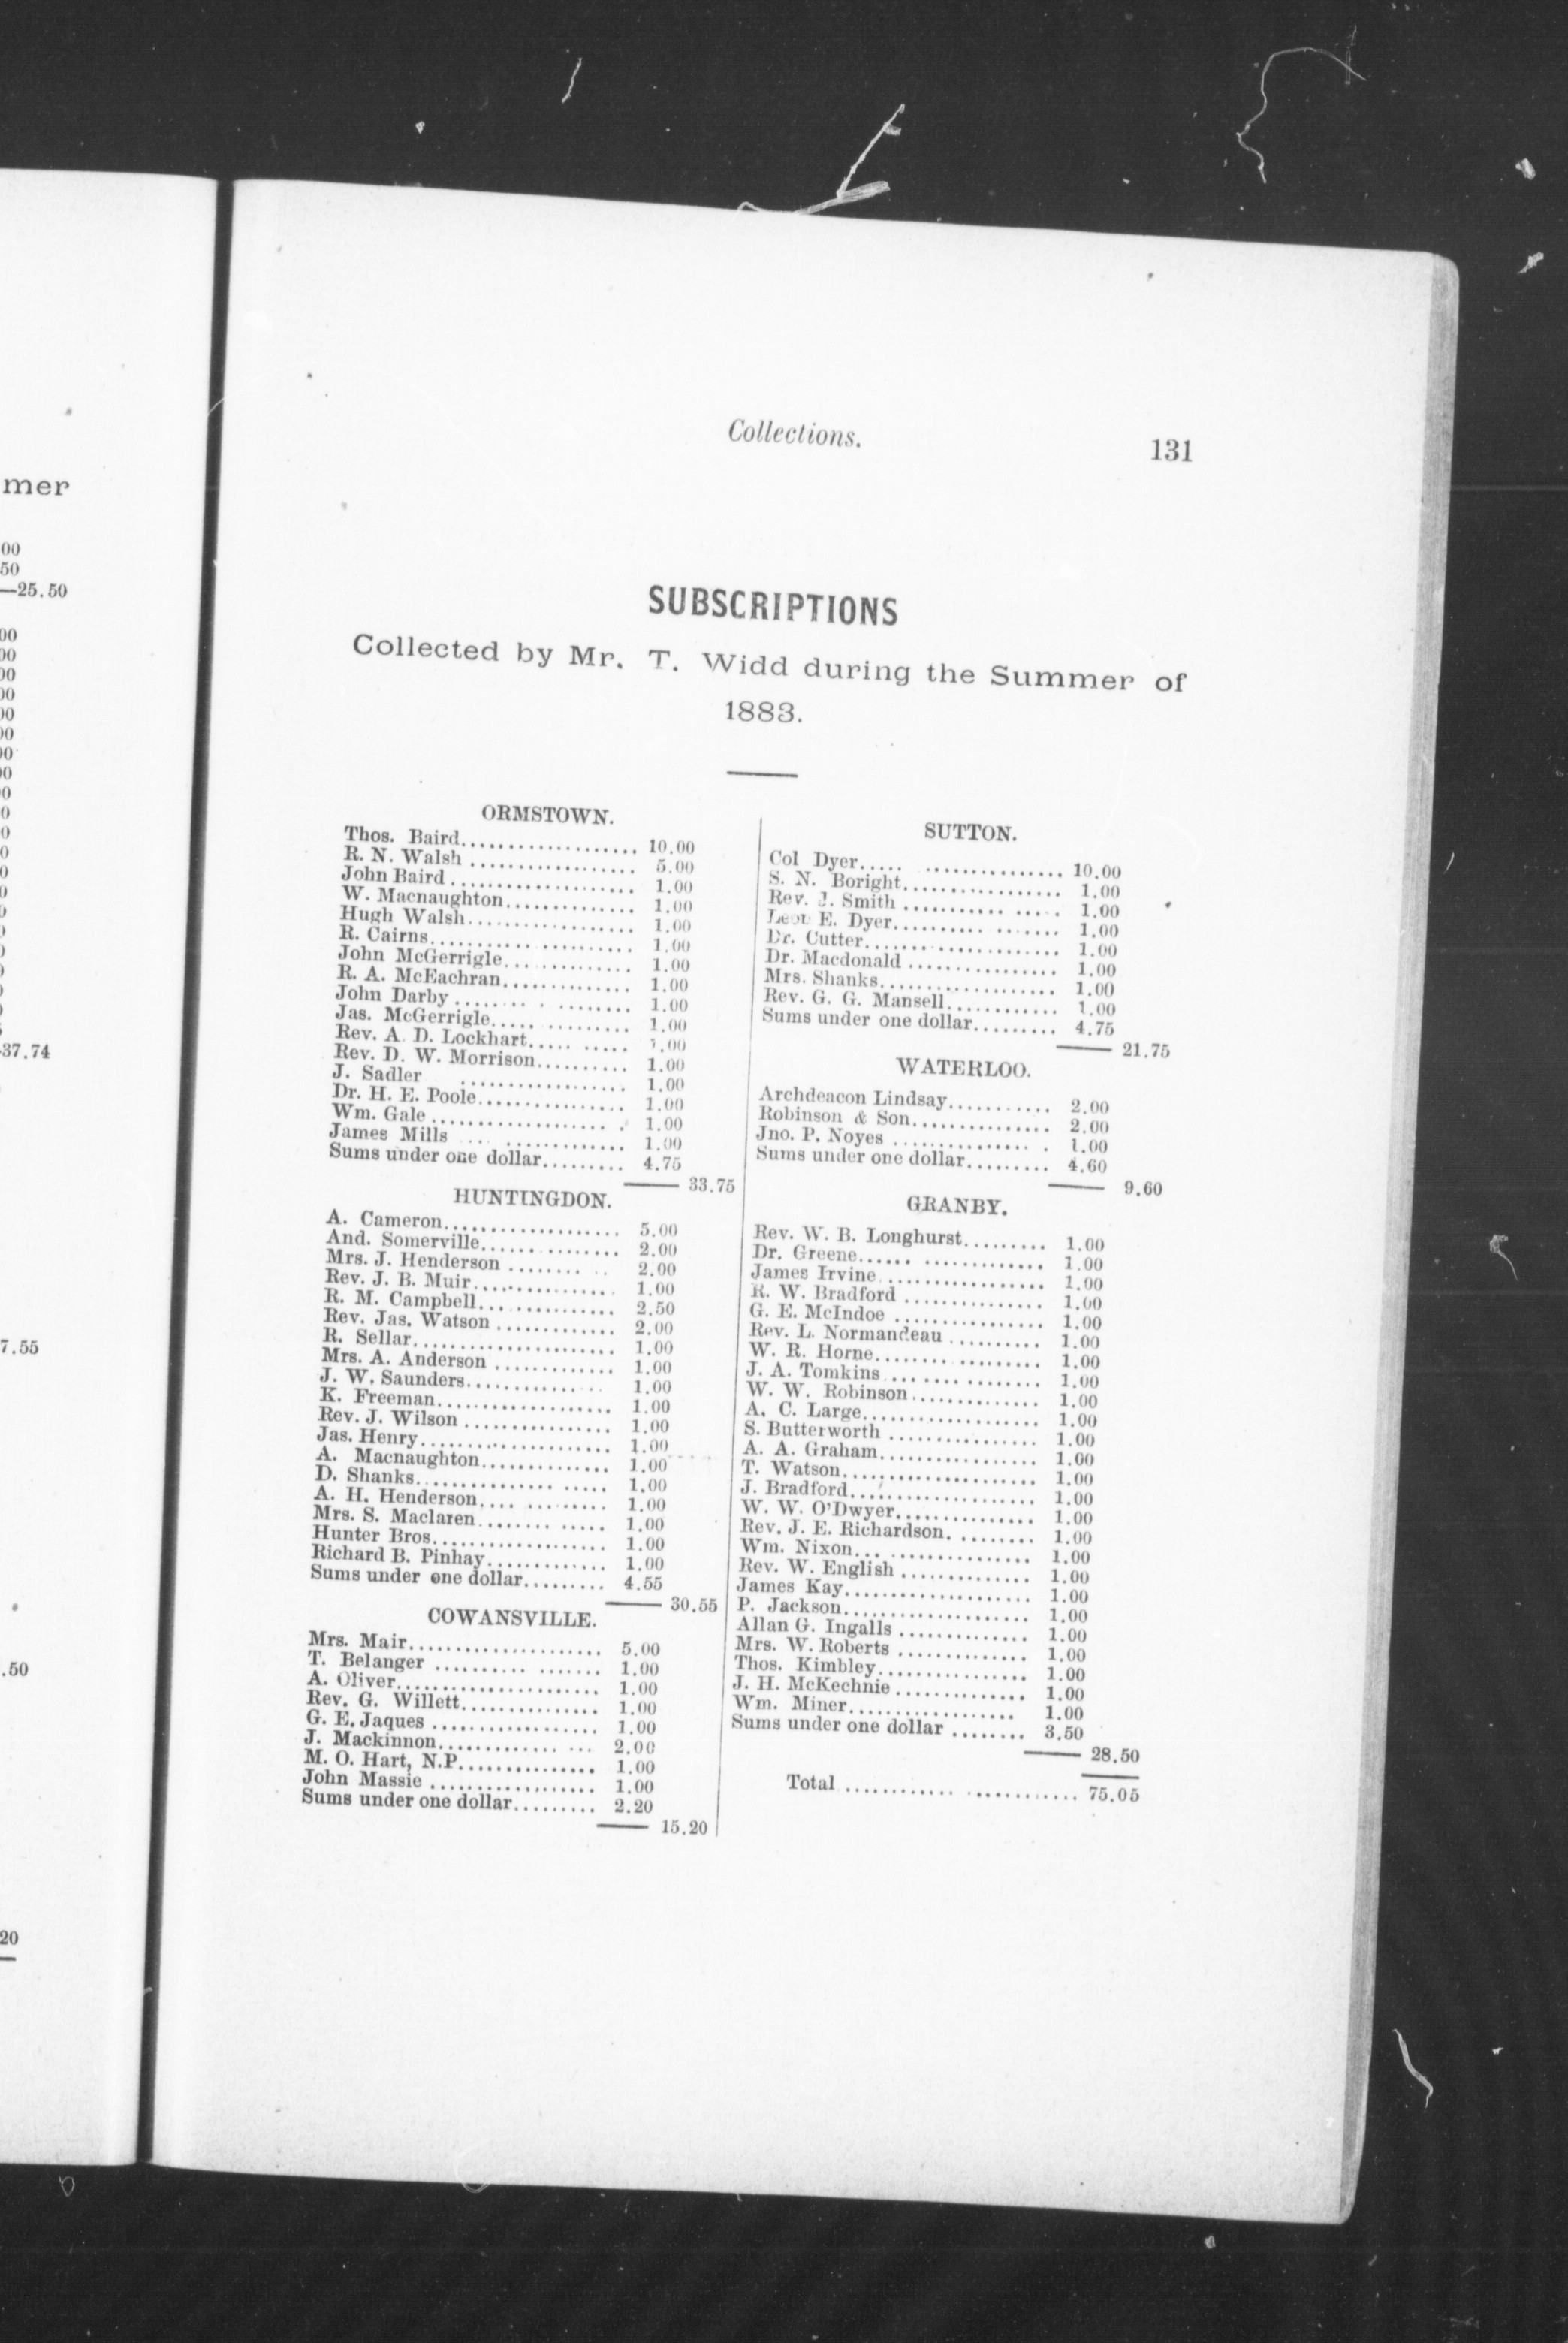 mer
00
50
—25.50
37.74
7.55
.50
20
Collections.
131
SUBSCRIPTIONS
Collected by Mr. T. Widd during the Summer of
1883.
ORMSTOWN.
Thos. Baird................... 10.00
R. N. Walsh .................. 5.00
John Baird .................... 1.00
W. Macnaughton.............. 1.00
Hugh Walsh.................. 1.00
R. Cairns...................... 1.00
John McGerrigle.............. 1.00
R. A. McEachran.............. 1.00
John Darby ................... 1.00
Jas. McGerrigle................ 1.00
Rev. A. D. Lockhart..... ..... 1.00
Rev. D. W. Morrison.......... 1.00
J. Sadler .................. 1.00
Dr. H. E. Poole................ 1.00
Wm. Gale ..................... 1.00
James Mills .... ............. 1.00
Sums under one dollar......... 4.75
33.75
HUNTINGDON.
A. Cameron................... 5.00
And. Somerville............... 2.00
Mrs. J. Henderson ........ .. 2.00
Rev. J. B. Muir............... 1.00
R. M. Campbell............... 2.50
Rev. Jas. Watson ............. 2.00
R. Sellar...................... 1.00
Mrs. A. Anderson ............. 1.00
J. W. Saunders............... 1.00
K. Freeman................... 1.00
Rev. J. Wilson ................ 1.00
Jas. Henry.................... 1.00
A. Macnaughton.............. 1.00
D. Shanks.................... 1.00
A. H. Henderson.... ......... 1.00
Mrs. S. Maclaren........ ..... 1.00
Hunter Bros................... 1.00
Richard B. Pinhay............. 1.00
Sums under one dollar......... 4.55
30.55
COWANSVILLE.
Mrs. Mair..................... 5.00
T. Belanger .......... ....... 1.00
A. Oliver...................... 1.00
Rev. G. Willett............... 1.00
G. E. Jaques .................. 1.00
J. Mackinnon............. ... 2.00
M. O. Hart, N.P............... 1.00
John Massie .................. 1.00
Sums under one dollar......... 2.20
15.20
SUTTON.
Col Dyer..... ............... 10.00
S. N. Boright................. 1.00
Rev. J. Smith ........... ..... 1.00
E. Dyer.......... ....... 1.00
Dr. Cutter..................... 1.00
Dr. Macdonald ................ 1.00
Mrs. Shanks................... 1.00
Rev. G. G. Mansell............ 1.00
Sums under one dollar......... 4.75
21.75
WATERLOO.
Archdeacon Lindsay........... 2.00
Robinson & Son............... 2.00
Jno. P. Noyes ............... . 1.00
Sums under one dollar......... 4.60
9.60
GRANBY.
Rev. W. B. Longhurst......... 1.00
Dr. Greene...... ............. 1.00
James Irvine.................. 1.00
R. W. Bradford ............... 1.00
G. E. McIndoe ................ 1.00
Rev. L. Normandeau .......... 1.00
W. R. Horne........ ......... 1.00
J. A. Tomkins................. 1.00
W. W. Robinson.............. 1.00
A. C. Large................... 1.00
S. Butterworth ................ 1.00
A. A. Graham................. 1.00
T. Watson..................... 1.00
J. Bradford.................... 1.00
W. W. O'Dwyer............... 1.00
Rev. J. E. Richardson. ........ 1.00
Wm. Nixon... ............... 1.00
Rev. W. English .............. 1.00
James Kay.................... 1.00
P. Jackson.................... 1.00
Allan G. Ingalls .............. 1.00
Mrs. W. Roberts .............. 1.00
Thos. Kimbley................ 1.00
J. H. McKechnie.............. 1.00
Wm. Miner.................. 1.00
Sums under one dollar ........ 3.50
28.50
Total ............ ............ 75.05